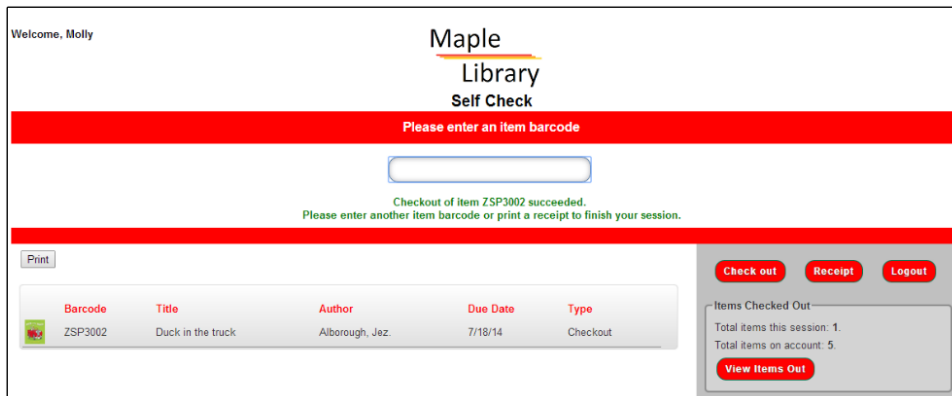 Welcome, Molly
Maple
Library
Self Check
Please enter an item barcode
Checkout of item ZSP3002 succeeded.
Please enter another item barcode or print a receipt to finish your session.
Print
Check out Receipt Logout
Barcode Title Author Due Date Type
ZSP3002 Duck in the truck Alborough, Jez. 7/18/14 Checkout
Items Checked Out
Total items this session: 1.
Total items on account: 5.
View Items Out